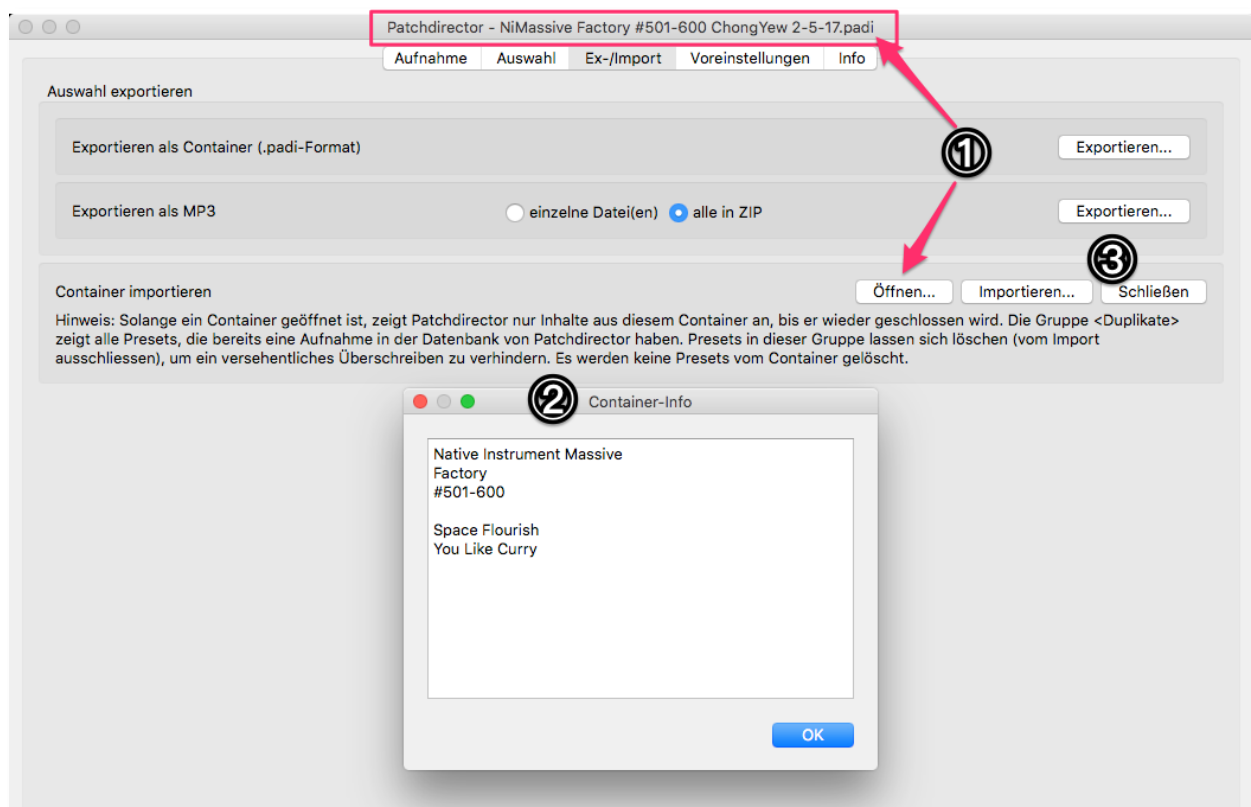 Patchdirector - NiMassive Factory #501-600 ChongYew 2-5-17.padi
Aufnahme Auswahl Ex-/Import Voreinstellungen Info
Auswahl exportieren
Exportieren als Container (.padi-Format) ① Exportieren...
Exportieren als MP3 einzelne Datei(en) alle in ZIP Exportieren...
③
Container importieren Öffnen... Importieren... Schließen
Hinweis: Solange ein Container geöffnet ist, zeigt Patchdirector nur Inhalte aus diesem Container an, bis er wieder geschlossen wird. Die Gruppe <Duplikate>
zeigt alle Presets, die bereits eine Aufnahme in der Datenbank von Patchdirector haben. Presets in dieser Gruppe lassen sich löschen (vom Import
ausschliessen), um ein versehentliches Überschreiben zu verhindern. Es werden keine Presets vom Container gelöscht.
② Container-Info
Native Instrument Massive
Factory
#501-600
Space Flourish
You Like Curry
OK